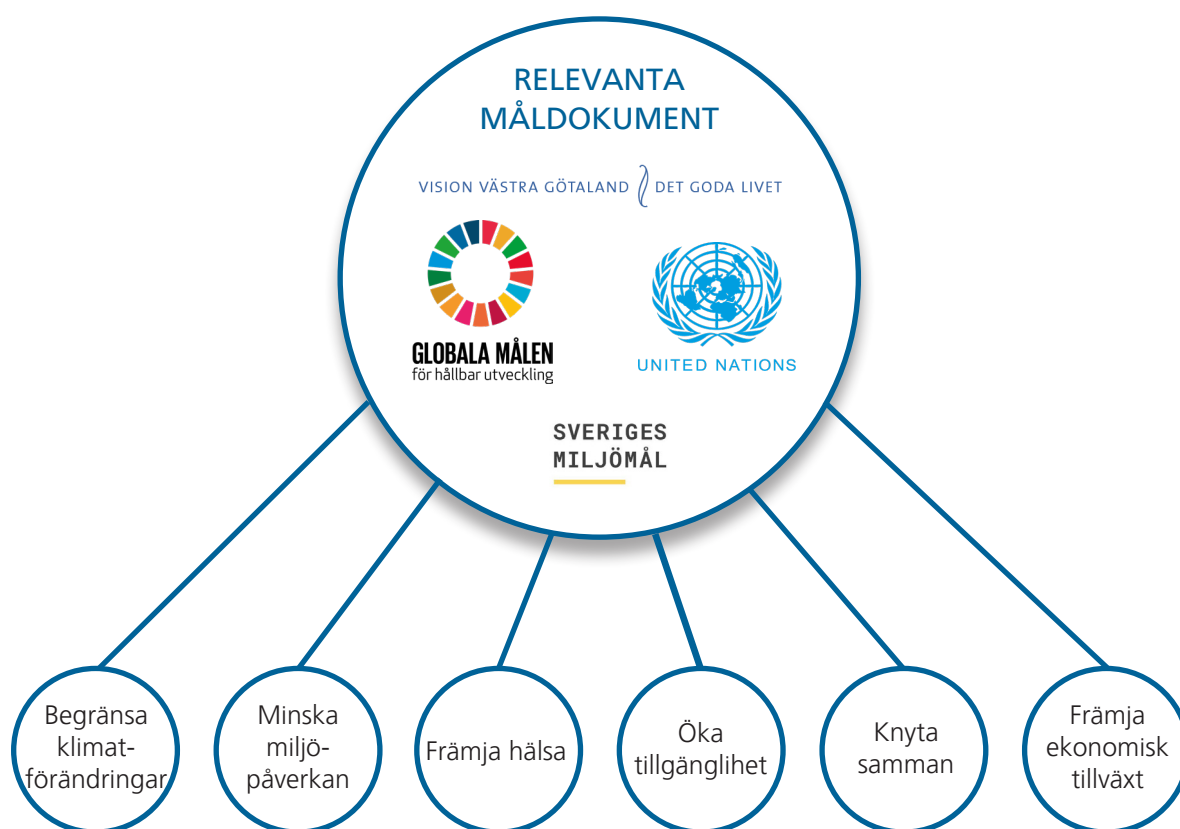 RELEVANTA
MÅLDOKUMENT
VISION VÄSTRA GÖTALAND DET GODA LIVET
GLOBALA MÅLEN
för hållbar utveckling
UNITED NATIONS
SVERIGES
MILJÖMÅL
Begränsa
klimat-
förändringar
Minska
miljö-
påverkan
Främja hälsa
Öka
tillgänglihet
Knyta
samman
Främja
ekonomisk
tillväxt